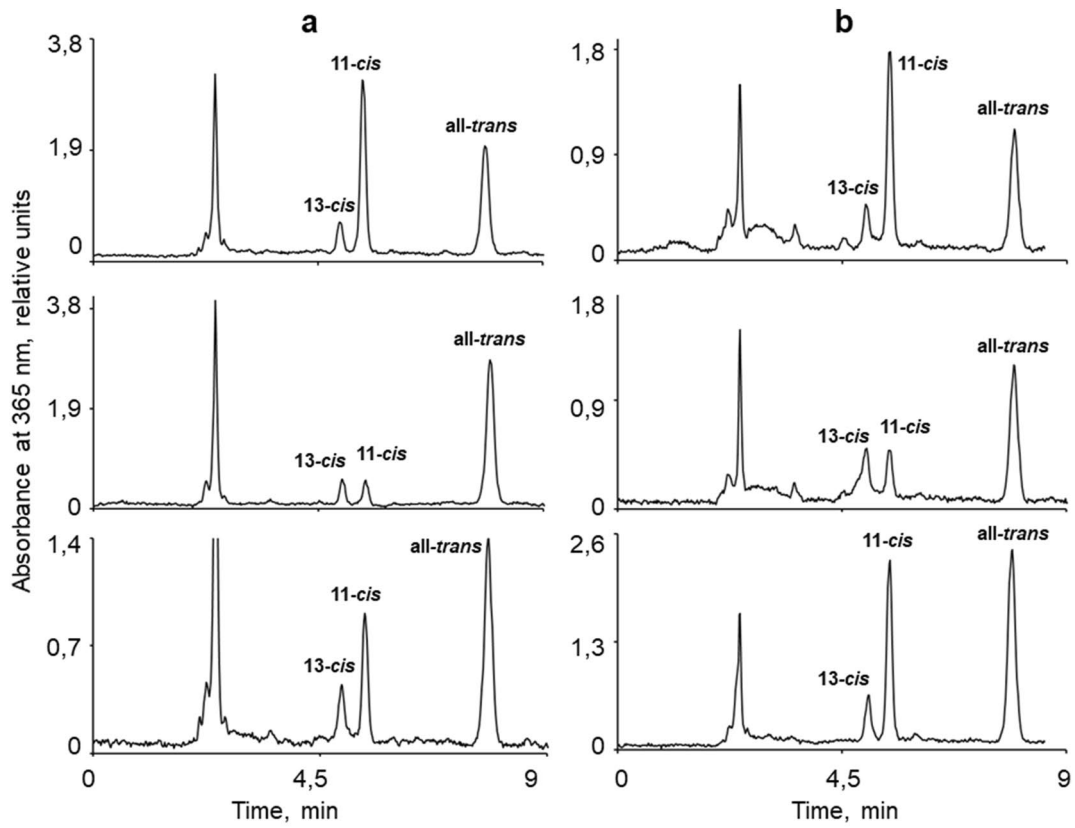 a
b
Absorbance at 365 nm, relative units
3,8
1,9
0
13-cis
11-cis
all-trans
1,8
0,9
0
13-cis
11-cis
all-trans
3,8
1,9
0
13-cis
11-cis
all-trans
1,8
0,9
0
13-cis
11-cis
all-trans
1,4
0,7
0
13-cis
11-cis
all-trans
0
4,5
9
Time, min
2,6
1,3
0
13-cis
11-cis
all-trans
0
4,5
9
Time, min